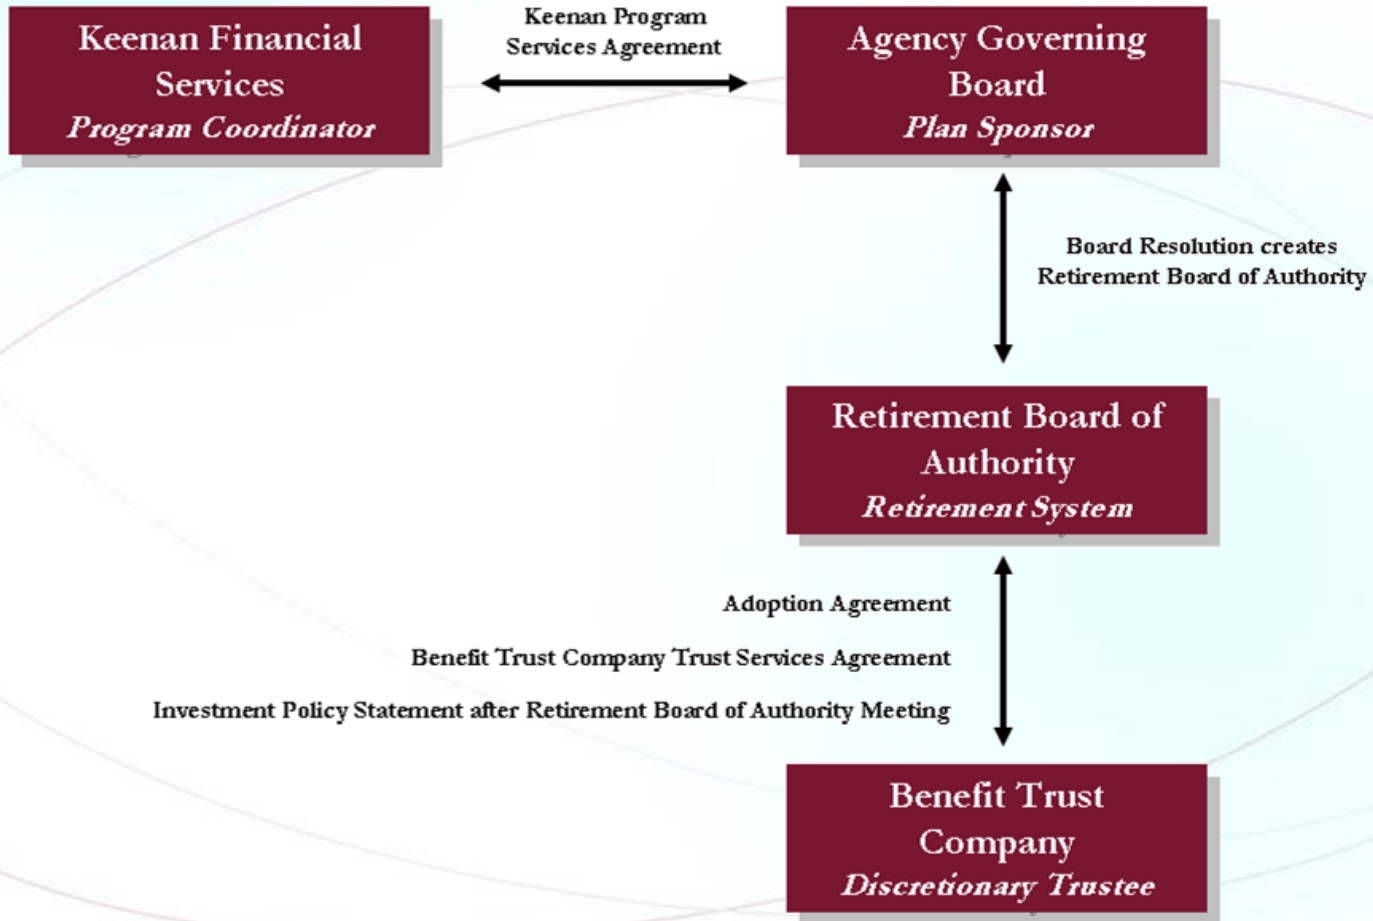 Keenan Financial
Services
Program Coordinator
Keenan Program
Services Agreement
Agency Governing
Board
Plan Sponsor
Board Resolution creates
Retirement Board of Authority
Retirement Board of
Authority
Retirement System
Adoption Agreement
Benefit Trust Company Trust Services Agreement
Investment Policy Statement after Retirement Board of Authority Meeting
Benefit Trust
Company
Discretionary Trustee